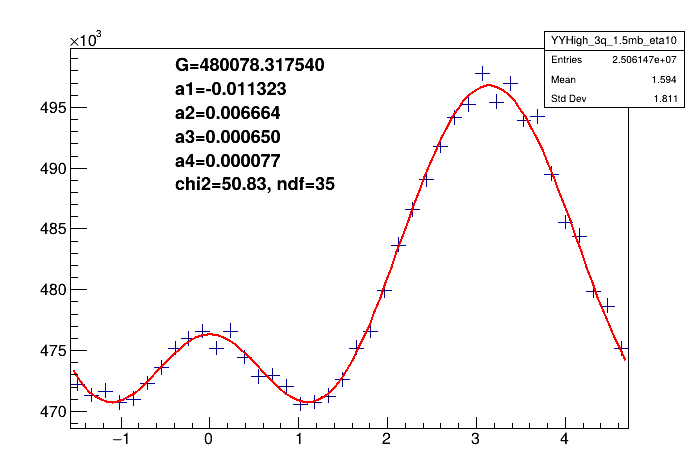 ×10³
YYHigh_3q_1.5mb_eta10
Entries 2.506147e+07
Mean 1.594
Std Dev 1.811
G=480078.317540
a1=-0.011323
a2=0.006664
a3=0.000650
a4=0.000077
chi2=50.83, ndf=35
495
490
485
480
475
470
−1 0 1 2 3 4